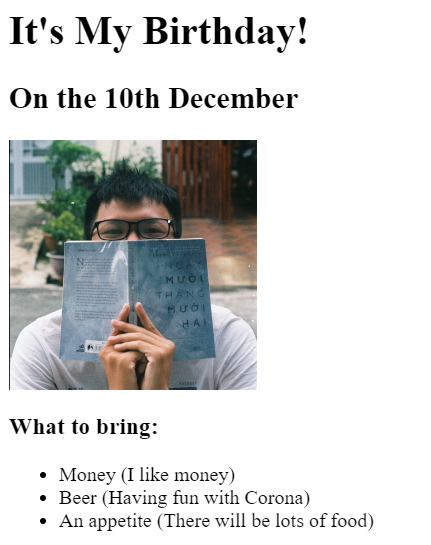 It's My Birthday!
On the 10th December
MƯỜI
THÁNG
MƯỜI
HAI
What to bring:
Money (I like money)
Beer (Having fun with Corona)
An appetite (There will be lots of food)